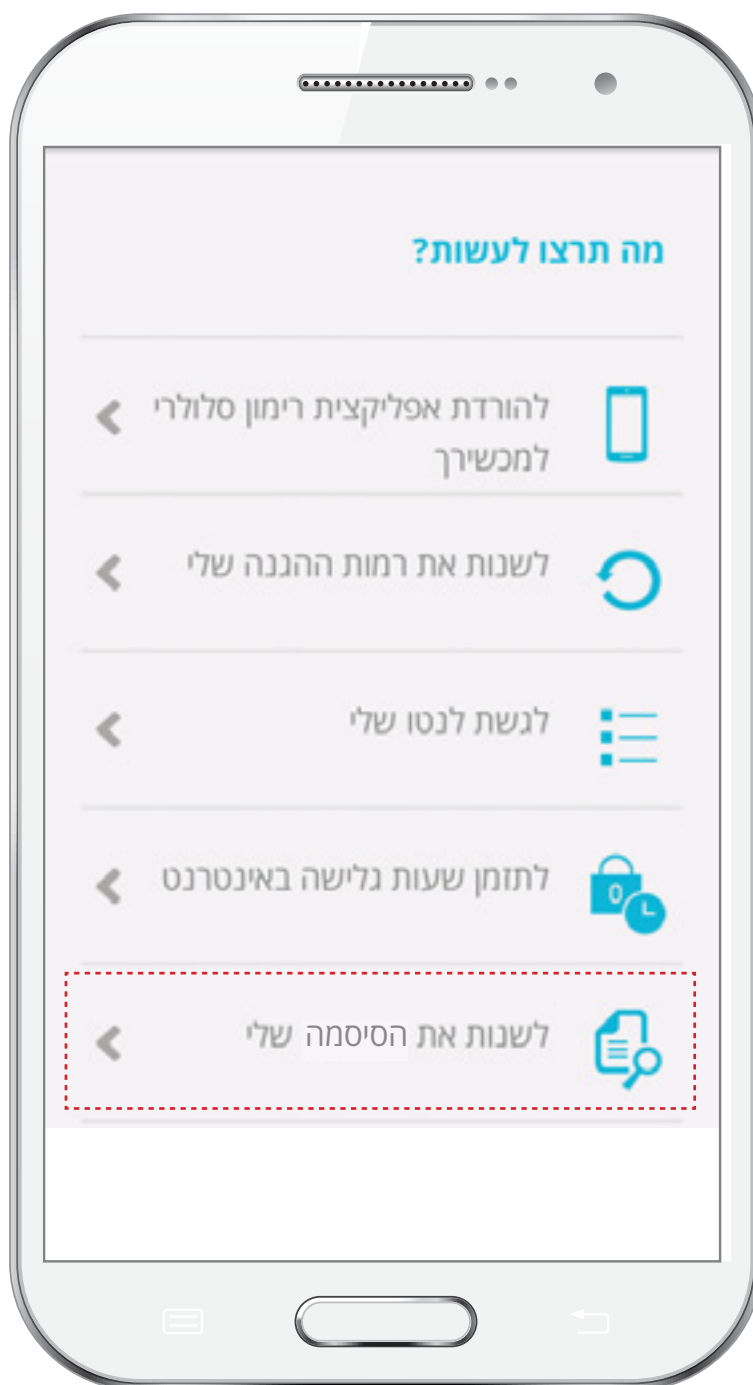 מה תרצו לעשות?
להורדת אפליקצית רימון סלולרי
למכשירך
לשנות את רמות ההגנה שלי
לגשת לנטו שלי
לתזמן שעות גלישה באינטרנט
0
לשנות את הסיסמה שלי